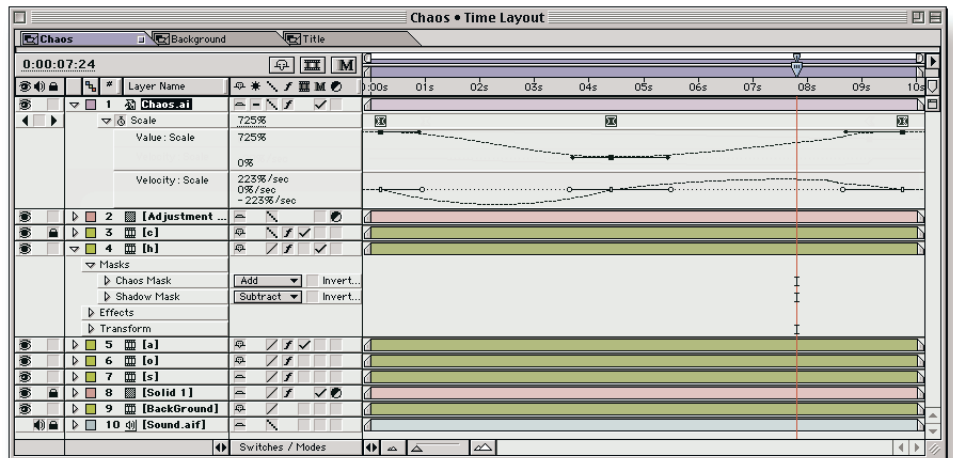 Chaos • Time Layout
Chaos Background Title
0:00:07:24 M
# Layer Name M :00s 01s 02s 03s 04s 05s 06s 07s 08s 09s 10s
1 Chaos.ai
Scale 725%
Value: Scale 725%
0%
Velocity: Scale 223%/sec
0%/sec
-223%/sec
2 [Adjustment ...
3 [c]
4 [h]
Masks
Chaos Mask Add Invert...
Shadow Mask Subtract Invert...
Effects
Transform
5 [a]
6 [o]
7 [s]
8 [Solid 1]
9 [BackGround]
10 [Sound.aif]
Switches / Modes